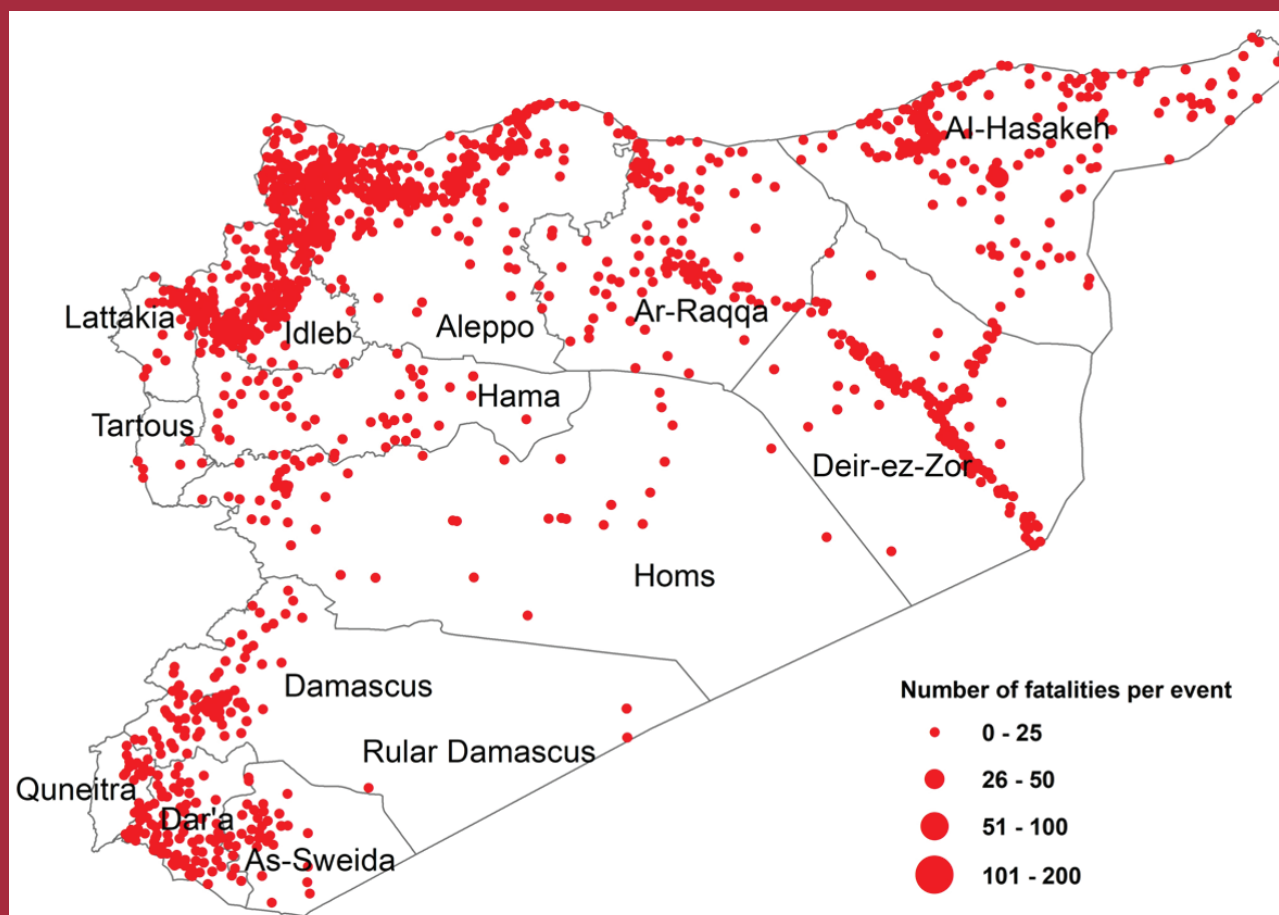 Al-Hasakeh
Lattakia
Idleb
Aleppo
Ar-Raqqa
Hama
Tartous
Deir-ez-Zor
Homs
Damascus
Rular Damascus
Quneitra
Dar'a
As-Sweida
Number of fatalities per event
0 - 25
26 - 50
51 - 100
101 - 200